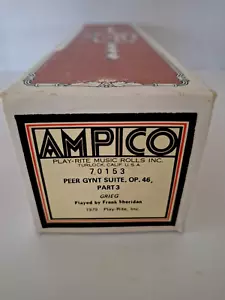 AMPICO
PLAY-RITE MUSIC ROLLS INC.
TURLOCK, CALIF. U.S.A.
70153
PEER GYNT SUITE, OP. 46,
PART 3
GRIEG
Played by Frank Sheridan
Play-Rite, Inc.